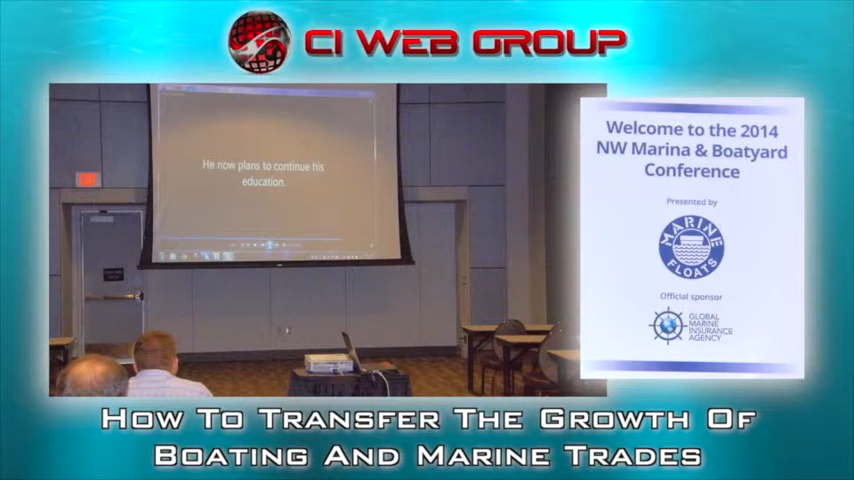 CI WEB GROUP
He now plans to continue his
education.
Welcome to the 2014
NW Marina & Boatyard
Conference
Presented by
MARINE
FLOATS
Official sponsor
GLOBAL
MARINE
INSURANCE
AGENCY
HOW TO TRANSFER THE GROWTH OF
BOATING AND MARINE TRADES